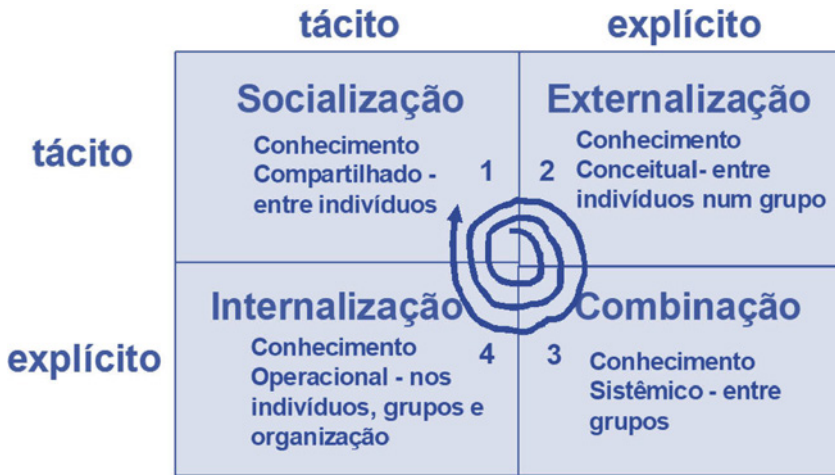 tácito
explícito
tácito
Socialização
Conhecimento
Compartilhado -
entre indivíduos
1
Externalização
2
Conhecimento
Conceitual- entre
indivíduos num grupo
explícito
Internalização
Conhecimento
Operacional - nos
indivíduos, grupos e
organização
4
Combinação
3
Conhecimento
Sistêmico - entre
grupos